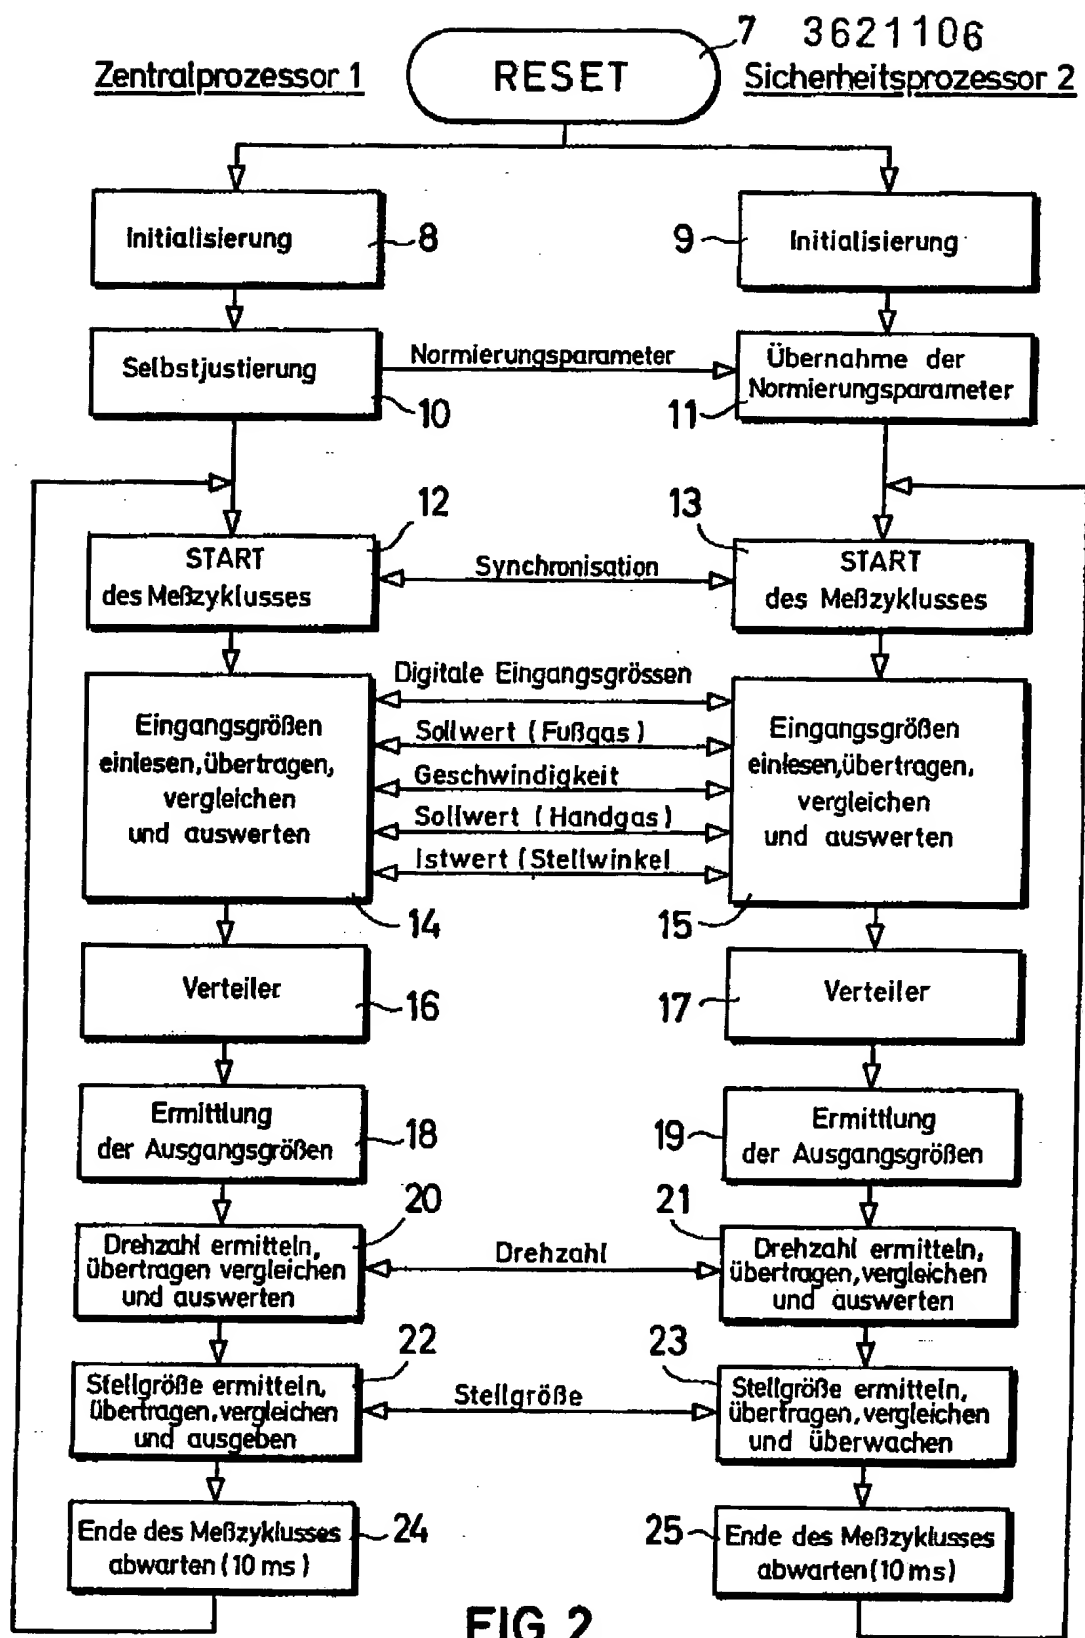 7 3621106
Zentralprozessor 1
RESET
Sicherheitsprozessor 2
Initialisierung
8
9
Initialisierung
Selbstjustierung
10
Normierungsparameter
Übernahme der
Normierungsparameter
11
12
START
des Meßzyklusses
Synchronisation
13
START
des Meßzyklusses
Eingangsgrößen
einlesen,übertragen,
vergleichen
und auswerten
14
Digitale Eingangsgrössen
Sollwert (Fußgas)
Geschwindigkeit
Sollwert (Handgas)
Istwert (Stellwinkel
Eingangsgrößen
einlesen,übertragen,
vergleichen
und auswerten
15
Verteiler
16
17
Verteiler
Ermittlung
der Ausgangsgrößen
18
19
Ermittlung
der Ausgangsgrößen
20
Drehzahl ermitteln,
übertragen vergleichen
und auswerten
Drehzahl
21
Drehzahl ermitteln,
übertragen,vergleichen
und auswerten
22
Stellgröße ermitteln,
übertragen,vergleichen
und ausgeben
Stellgröße
23
Stellgröße ermitteln,
übertragen,vergleichen
und überwachen
Ende des Meßzyklusses
abwarten (10 ms)
24
25
Ende des Meßzyklusses
abwarten (10 ms)
FIG 2